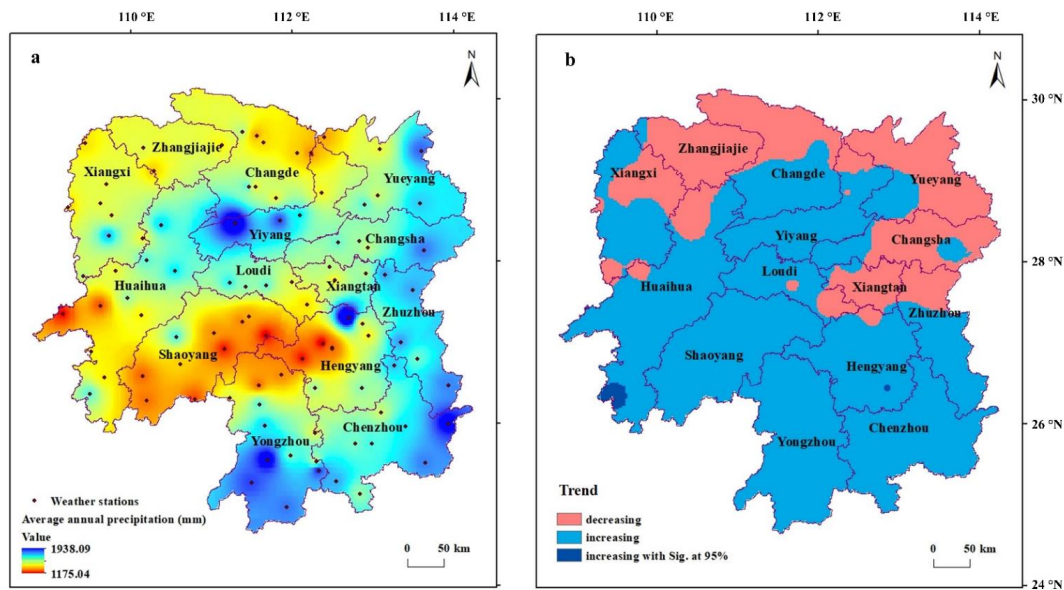 110 °E
112 °E
114 °E
110 °E
112 °E
114 °E
a
N
b
N
30 °N
Zhangjiajie
Xiangxi
Changde
Yueyang
Yiyang
Changsha
Loudi
Huaihua
Xiangtan
Zhuzhou
Shaoyang
Hengyang
Chenzhou
Yongzhou
Weather stations
Average annual precipitation (mm)
Value
1938.09
1175.04
0 50 km
Zhangjiajie
Xiangxi
Changde
Yueyang
Yiyang
Changsha
28 °N
Loudi
Huaihua
Xiangtan
Zhuzhou
Shaoyang
Hengyang
26 °N
Chenzhou
Yongzhou
Trend
decreasing
increasing
increasing with Sig. at 95%
0 50 km
24 °N